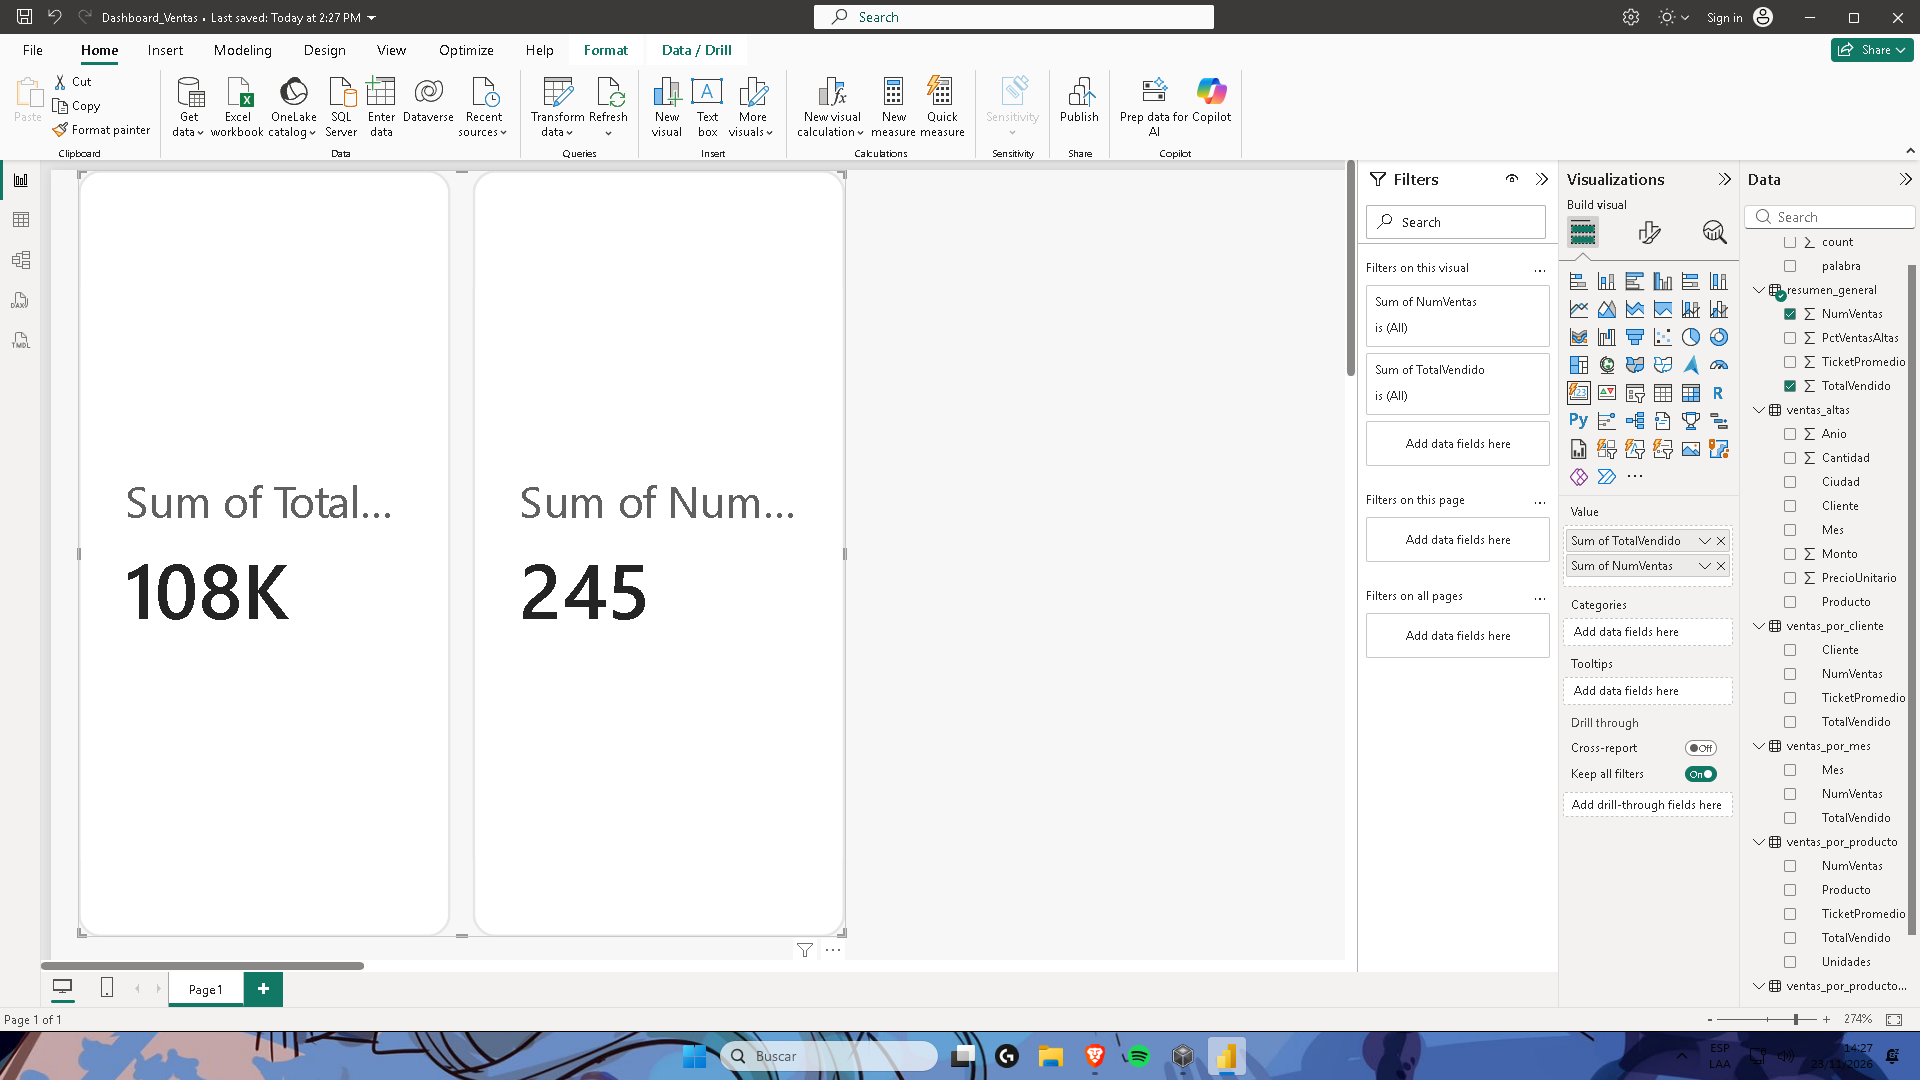 Dashboard_Ventas • Last saved: Today at 2:27 PM
Search
Sign in
File
Home
Insert
Modeling
Design
View
Optimize
Help
Format
Data / Drill
Share
Paste
Cut
Copy
Format painter
Clipboard
Get data
Excel workbook
OneLake catalog
SQL Server
Enter data
Dataverse
Recent sources
Data
Transform data
Refresh
Queries
New visual
Text box
More visuals
Insert
New visual calculation
New measure
Quick measure
Calculations
Sensitivity
Sensitivity
Publish
Share
Prep data for AI
Copilot
Copilot
DAX
TMDL
Sum of Total...
108K
Sum of Num...
245
Filters
Search
Filters on this visual
...
Sum of NumVentas
is (All)
Sum of TotalVendido
is (All)
Add data fields here
Filters on this page
...
Add data fields here
Filters on all pages
...
Add data fields here
Visualizations
Build visual
123
R
Py
...
Value
Sum of TotalVendido
Sum of NumVentas
Categories
Add data fields here
Tooltips
Add data fields here
Drill through
Cross-report
Off
Keep all filters
On
Add drill-through fields here
Data
Search
count
palabra
resumen_general
NumVentas
PctVentasAltas
TicketPromedio
TotalVendido
ventas_altas
Anio
Cantidad
Ciudad
Cliente
Mes
Monto
PrecioUnitario
Producto
ventas_por_cliente
Cliente
NumVentas
TicketPromedio
TotalVendido
ventas_por_mes
Mes
NumVentas
TotalVendido
ventas_por_producto
NumVentas
Producto
TicketPromedio
TotalVendido
Unidades
ventas_por_producto...
Page1
Page 1 of 1
- + 274%
Buscar
ESP
LAA
14:27
23/11/2026